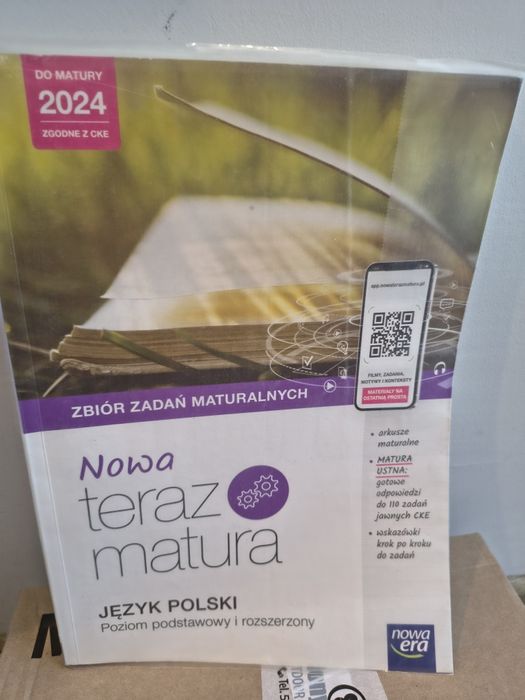 DO MATURY
2024
ZGODNE Z CKE
app.nowaterazmatura.pl
FILMY, ZADANIA,
MOTYWY I KONTEKSTY
MATERIAŁY NA
OSTATNIĄ PROSTĄ
ZBIÓR ZADAŃ MATURALNYCH
• arkusze
maturalne
• MATURA
USTNA:
gotowe
odpowiedzi
do 110 zadań
jawnych CKE
• wskazówki
krok po kroku
do zadań
Nowa
teraz
matura
JĘZYK POLSKI
Poziom podstawowy i rozszerzony
nowa
era
Tel.